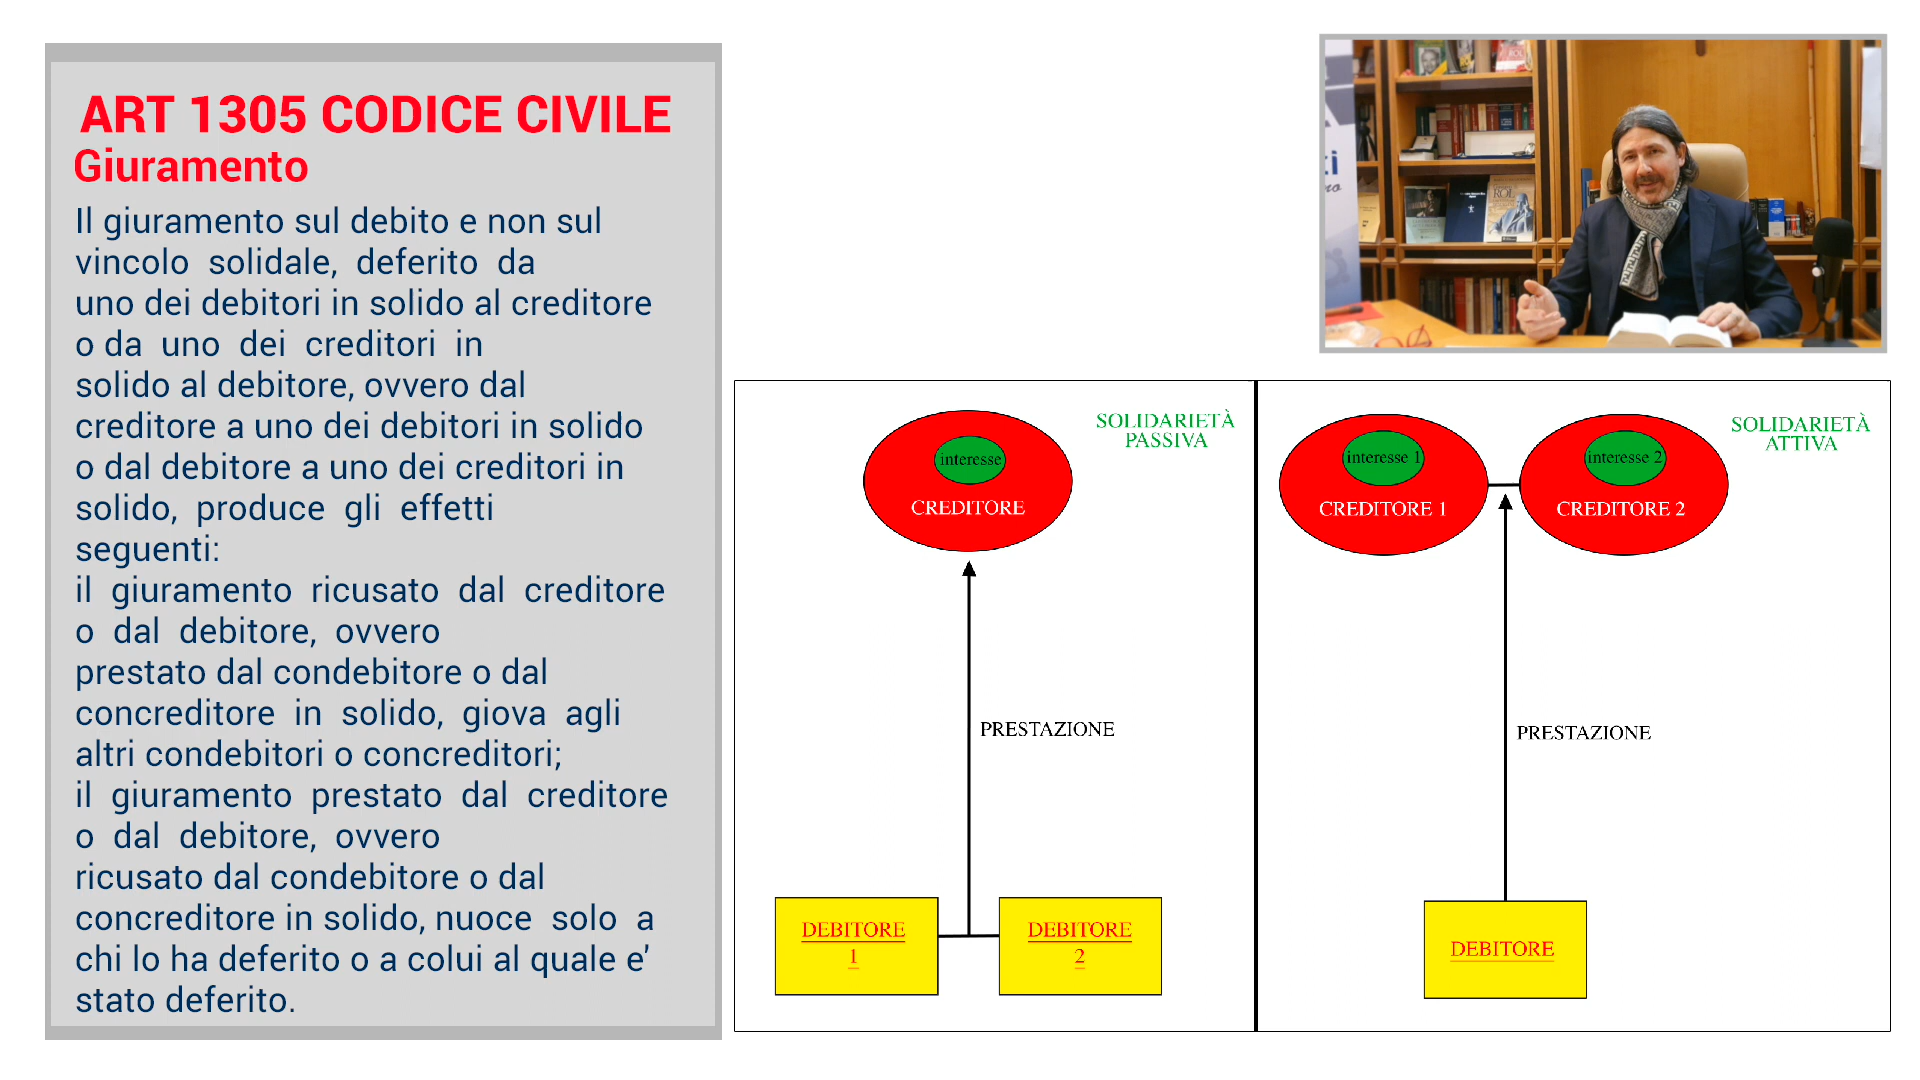 ART 1305 CODICE CIVILE
Giuramento
Il giuramento sul debito e non sul
vincolo solidale, deferito da
uno dei debitori in solido al creditore
o da uno dei creditori in
solido al debitore, ovvero dal
creditore a uno dei debitori in solido
o dal debitore a uno dei creditori in
solido, produce gli effetti
seguenti:
il giuramento ricusato dal creditore
o dal debitore, ovvero
prestato dal condebitore o dal
concreditore in solido, giova agli
altri condebitori o concreditori;
il giuramento prestato dal creditore
o dal debitore, ovvero
ricusato dal condebitore o dal
concreditore in solido, nuoce solo a
chi lo ha deferito o a colui al quale e'
stato deferito.
SOLIDARIETÀ
PASSIVA
interesse
CREDITORE
PRESTAZIONE
DEBITORE
1
DEBITORE
2
SOLIDARIETÀ
ATTIVA
interesse 1
CREDITORE 1
interesse 2
CREDITORE 2
PRESTAZIONE
DEBITORE
ROL